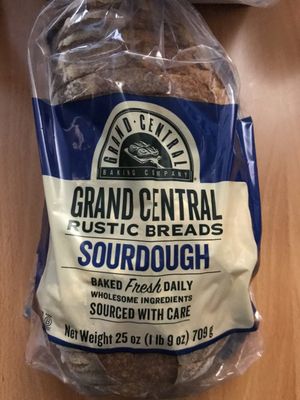 GRAND·CENTRAL
BAKING COMPANY
GRAND CENTRAL
RUSTIC BREADS
SOURDOUGH
BAKED Fresh DAILY
WHOLESOME INGREDIENTS
SOURCED WITH CARE
Net Weight 25 oz (1 lb 9 oz) 709g